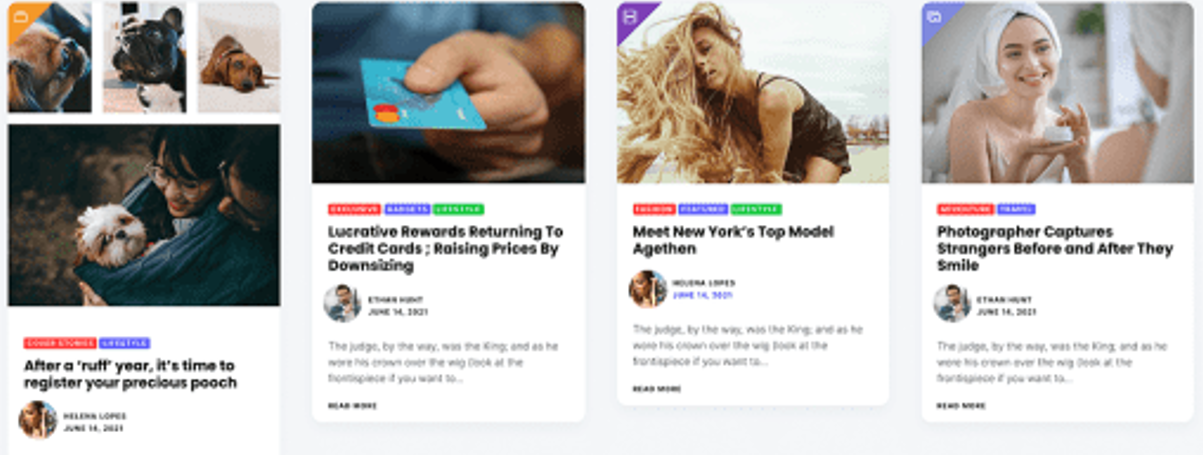 COVER STORIES LIFESTYLE
After a ‘ruff’ year, it’s time to
register your precious pooch
HELENA LOPES
JUNE 14, 2021
EXCLUSIVE GADGETS LIFESTYLE
Lucrative Rewards Returning To
Credit Cards ; Raising Prices By
Downsizing
ETHAN HUNT
JUNE 14, 2021
The judge, by the way, was the King; and as he
wore his crown over the wig (look at the
frontispiece if you want to...
READ MORE
FASHION FEATURED LIFESTYLE
Meet New York’s Top Model
Agethen
HELENA LOPES
JUNE 14, 2021
The judge, by the way, was the King; and as he
wore his crown over the wig (look at the
frontispiece if you want to...
READ MORE
ADVENTURE TRAVEL
Photographer Captures
Strangers Before and After They
Smile
ETHAN HUNT
JUNE 14, 2021
The judge, by the way, was the King; and as he
wore his crown over the wig (look at the
frontispiece if you want to...
READ MORE